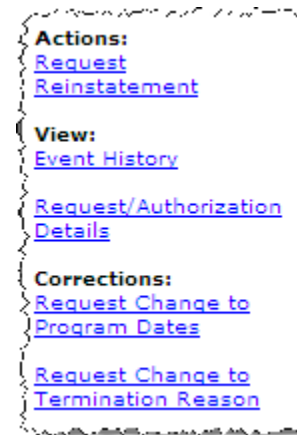 Actions:
Request
Reinstatement
View:
Event History
Request/Authorization
Details
Corrections:
Request Change to
Program Dates
Request Change to
Termination Reason